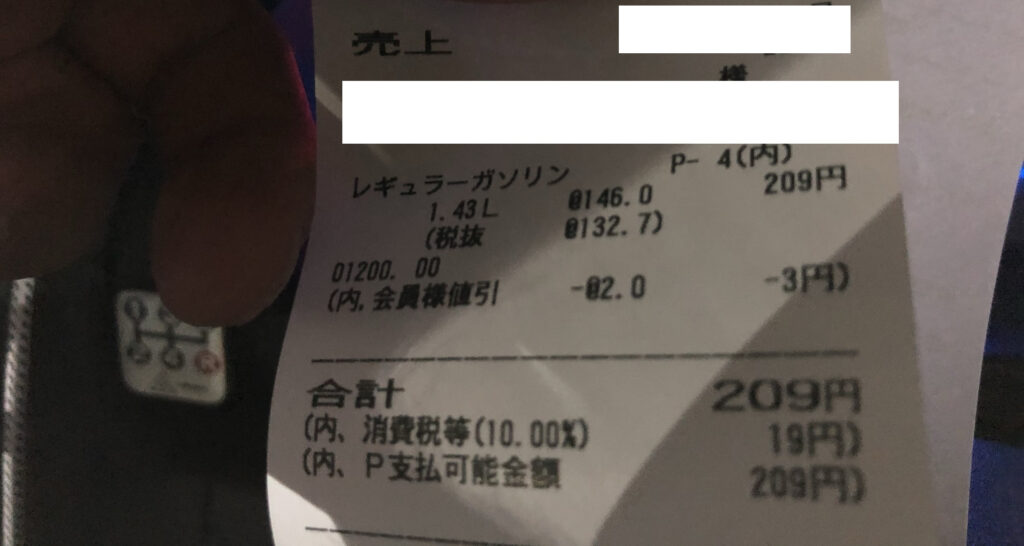 売上
様
P- 4(内)
レギュラーガソリン 209円
1.43L @146.0
(税抜 @132.7)
01200. 00
(内,会員様値引 -@2.0 -3円)
合計 209円
(内、消費税等(10.00%) 19円)
(内、P支払可能金額 209円)
1
2 4 R